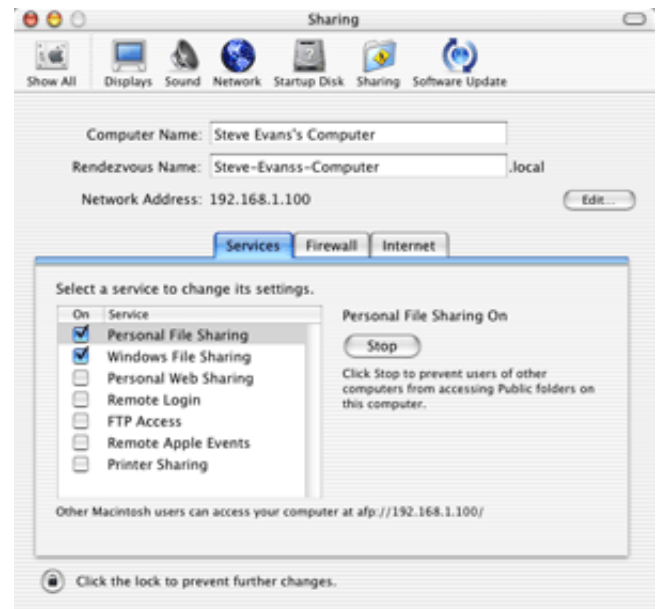 Sharing
Show All Displays Sound Network Startup Disk Sharing Software Update
Computer Name: Steve Evans's Computer
Rendezvous Name: Steve-Evanss-Computer .local
Network Address: 192.168.1.100 Edit...
Services Firewall Internet
Select a service to change its settings.
On Service
Personal File Sharing On
Personal File Sharing
Stop
Windows File Sharing
Click Stop to prevent users of other
Personal Web Sharing
computers from accessing Public folders on
Remote Login
this computer.
FTP Access
Remote Apple Events
Printer Sharing
Other Macintosh users can access your computer at afp://192.168.1.100/
Click the lock to prevent further changes.